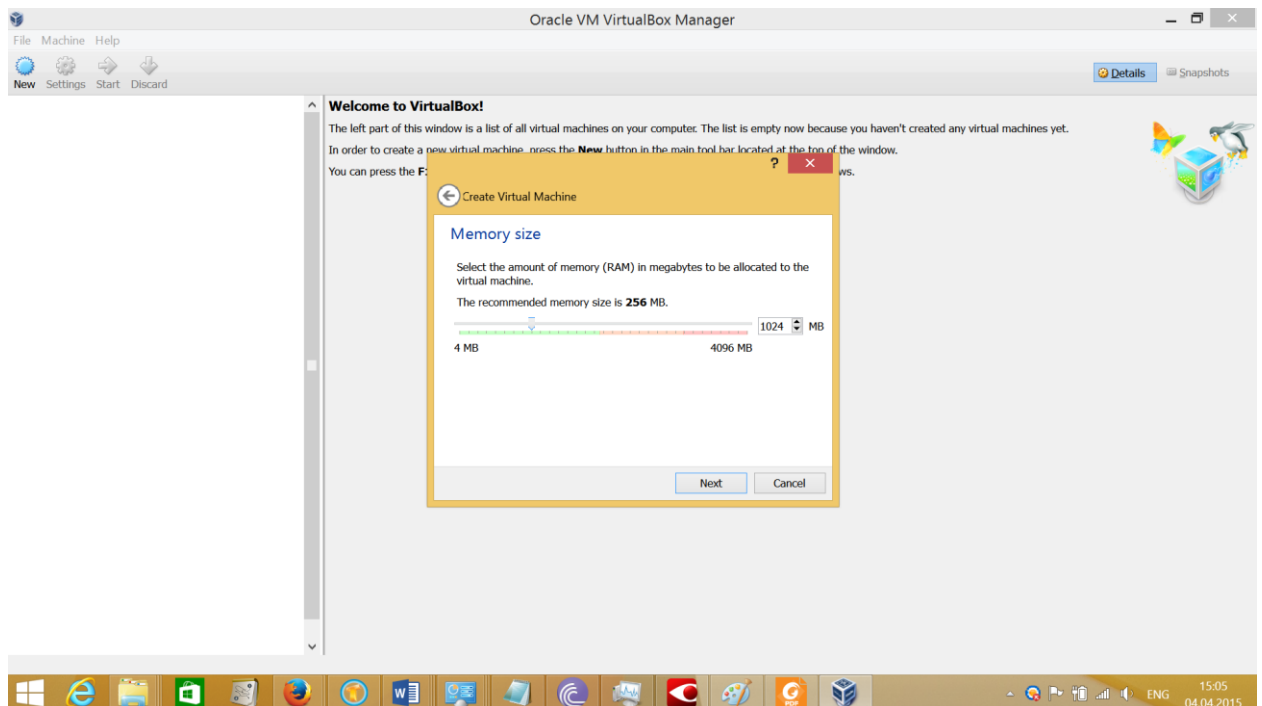 Oracle VM VirtualBox Manager
File Machine Help
New Settings Start Discard
Details Snapshots
Welcome to VirtualBox!
The left part of this window is a list of all virtual machines on your computer. The list is empty now because you haven't created any virtual machines yet.
In order to create a new virtual machine, press the New button in the main tool bar located at the top of the window.
You can press the F: ws.
?
Create Virtual Machine
Memory size
Select the amount of memory (RAM) in megabytes to be allocated to the
virtual machine.
The recommended memory size is 256 MB.
1024 MB
4 MB 4096 MB
Next Cancel
W PDF ENG 15:05
04.04.2015